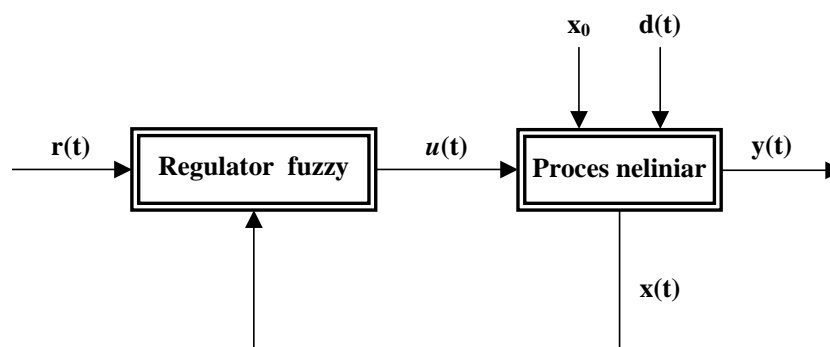 x₀ d(t)
r(t) Regulator fuzzy u(t) Proces neliniar y(t)
x(t)